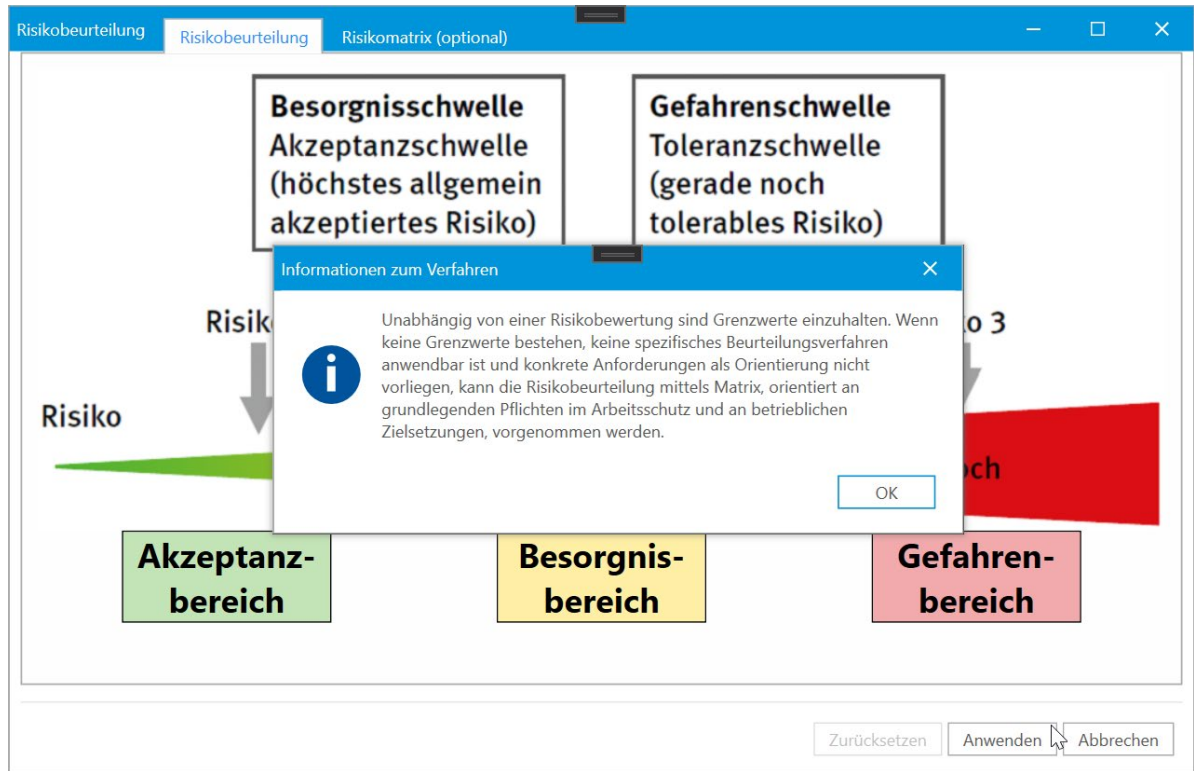 Risikobeurteilung
Risikobeurteilung
Risikomatrix (optional)
Besorgnisschwelle
Akzeptanzschwelle
(höchstes allgemein
akzeptiertes Risiko)
Gefahrenschwelle
Toleranzschwelle
(gerade noch
tolerables Risiko)
Informationen zum Verfahren
Unabhängig von einer Risikobewertung sind Grenzwerte einzuhalten. Wenn
keine Grenzwerte bestehen, keine spezifisches Beurteilungsverfahren
anwendbar ist und konkrete Anforderungen als Orientierung nicht
vorliegen, kann die Risikobeurteilung mittels Matrix, orientiert an
grundlegenden Pflichten im Arbeitsschutz und an betrieblichen
Zielsetzungen, vorgenommen werden.
OK
3
Risiko
Akzeptanz-
bereich
Besorgnis-
bereich
Gefahren-
bereich
Zurücksetzen
Anwenden
Abbrechen